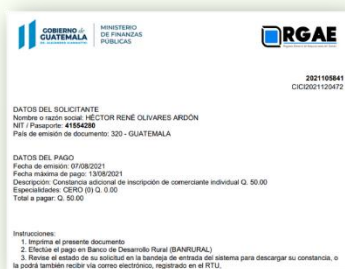 GOBIERNO de
GUATEMALA
MINISTERIO
DE FINANZAS
PÚBLICAS
RGAE
2021105841
CICI2021120472
DATOS DEL SOLICITANTE
Nombre o razón social: HÉCTOR RENÉ OLIVARES ARDÓN
NIT / Pasaporte: 41554280
País de emisión de documento: 320 - GUATEMALA
DATOS DEL PAGO
Fecha de emisión: 07/08/2021
Fecha máxima de pago: 13/08/2021
Descripción: Constancia adicional de inscripción de comerciante individual Q. 50.00
Especialidades: CERO (0) Q. 0.00
Total a pagar: Q. 50.00
Instrucciones:
1. Imprima el presente documento
2. Efectúe el pago en Banco de Desarrollo Rural (BANRURAL)
3. Revise el estado de su solicitud en la bandeja de entrada del sistema para descargar su constancia, o
la podrá también recibir vía correo electrónico, registrado en el RTU,